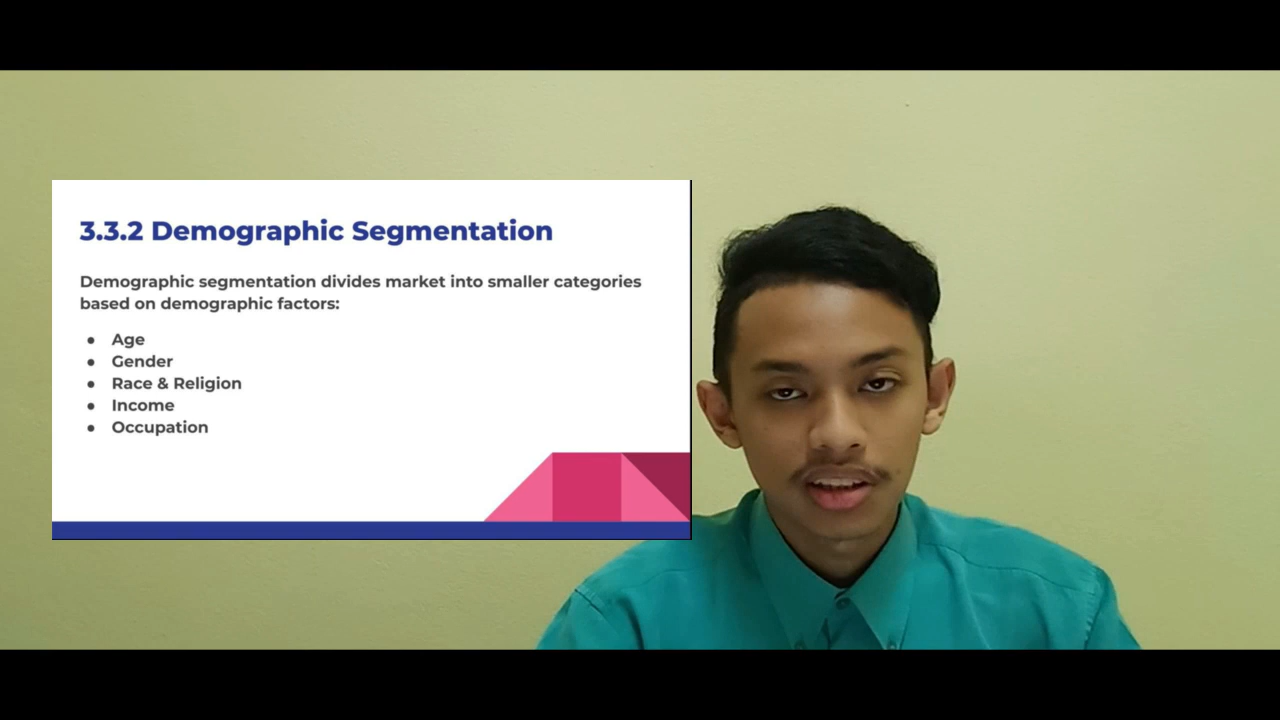 3.3.2 Demographic Segmentation
Demographic segmentation divides market into smaller categories
based on demographic factors:
● Age
● Gender
● Race & Religion
● Income
● Occupation